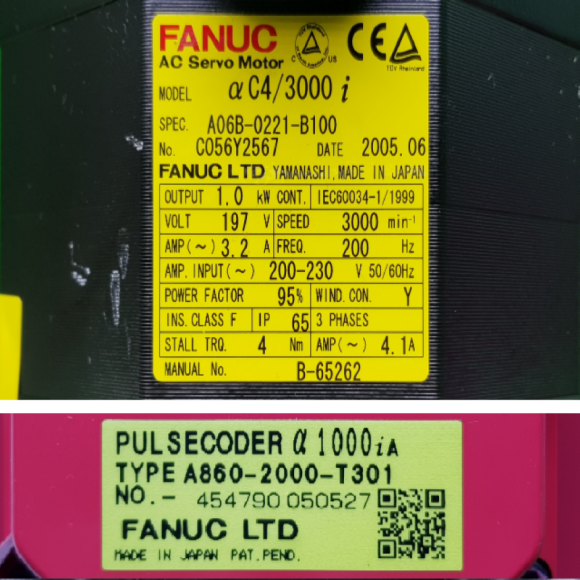 FANUC
AC Servo Motor C US TÜV Rheinland
MODEL αC4/3000 i
SPEC. A06B-0221-B100
No. C056Y2567 DATE 2005.06
FANUC LTD YAMANASHI, MADE IN JAPAN
OUTPUT 1.0 kW CONT. IEC60034-1/1999
VOLT 197 V SPEED 3000 min-1
AMP(~) 3.2 A FREQ. 200 Hz
AMP. INPUT(~) 200-230 V 50/60Hz
POWER FACTOR 95% WIND. CON. Y
INS. CLASS F IP 65 3 PHASES
STALL TRQ. 4 Nm AMP(~) 4.1A
MANUAL No. B-65262
PULSECODER α1000iA
TYPE A860-2000-T301
NO.- 454790 050527
FANUC LTD
MADE IN JAPAN PAT. PEND.